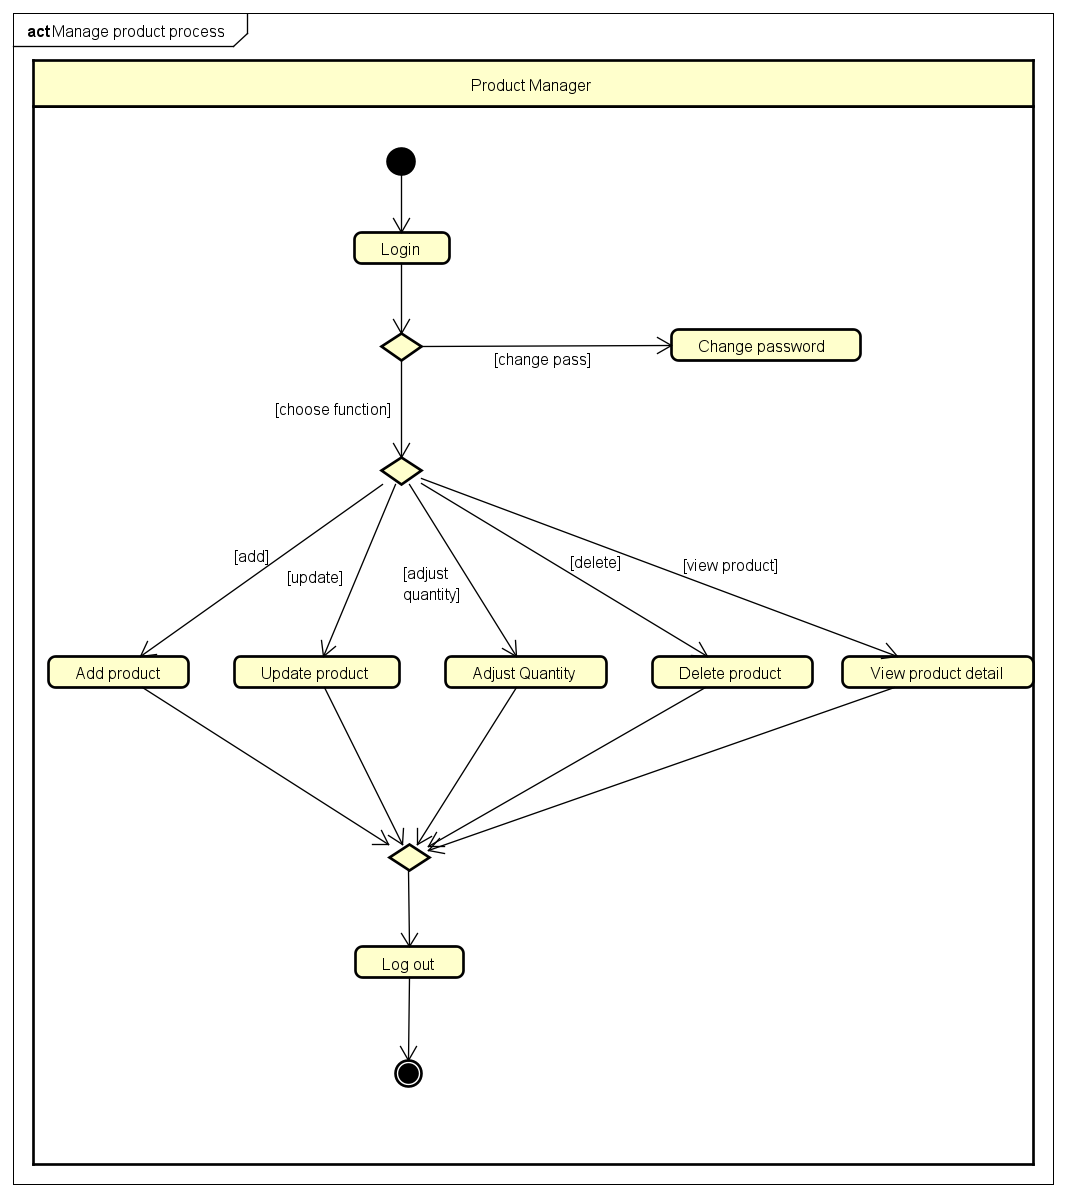 act Manage product process
Product Manager
Login
Change password
[change pass]
[choose function]
[add]
[update]
[adjust
quantity]
[delete]
[view product]
Add product
Update product
Adjust Quantity
Delete product
View product detail
Log out